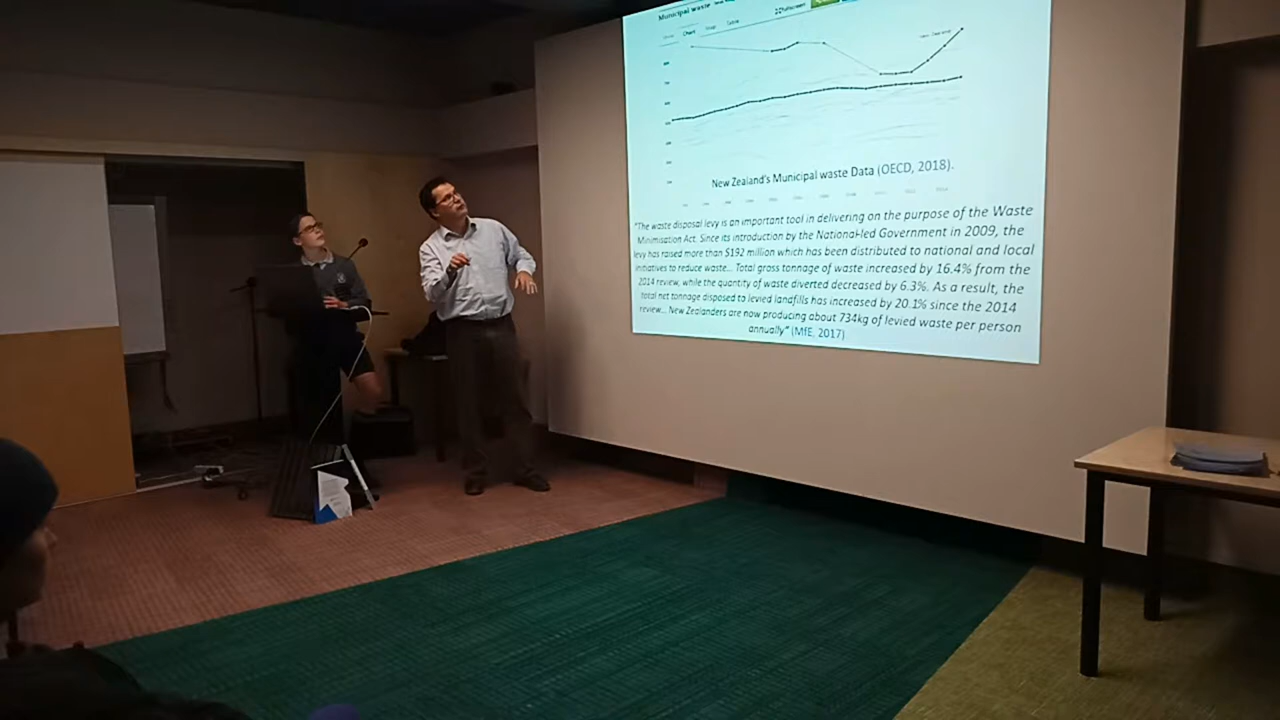 Municipal waste
Chart
Table
fullscreen
New Zealand's Municipal waste Data (OECD, 2018).
"The waste disposal levy is an important tool in delivering on the purpose of the Waste
Minimisation Act. Since its introduction by the National-led Government in 2009, the
levy has raised more than $192 million which has been distributed to national and local
initiatives to reduce waste... Total gross tonnage of waste increased by 16.4% from the
2014 review, while the quantity of waste diverted decreased by 6.3%. As a result, the
total net tonnage disposed to levied landfills has increased by 20.1% since the 2014
review... New Zealanders are now producing about 734kg of levied waste per person
annually" (MfE, 2017)